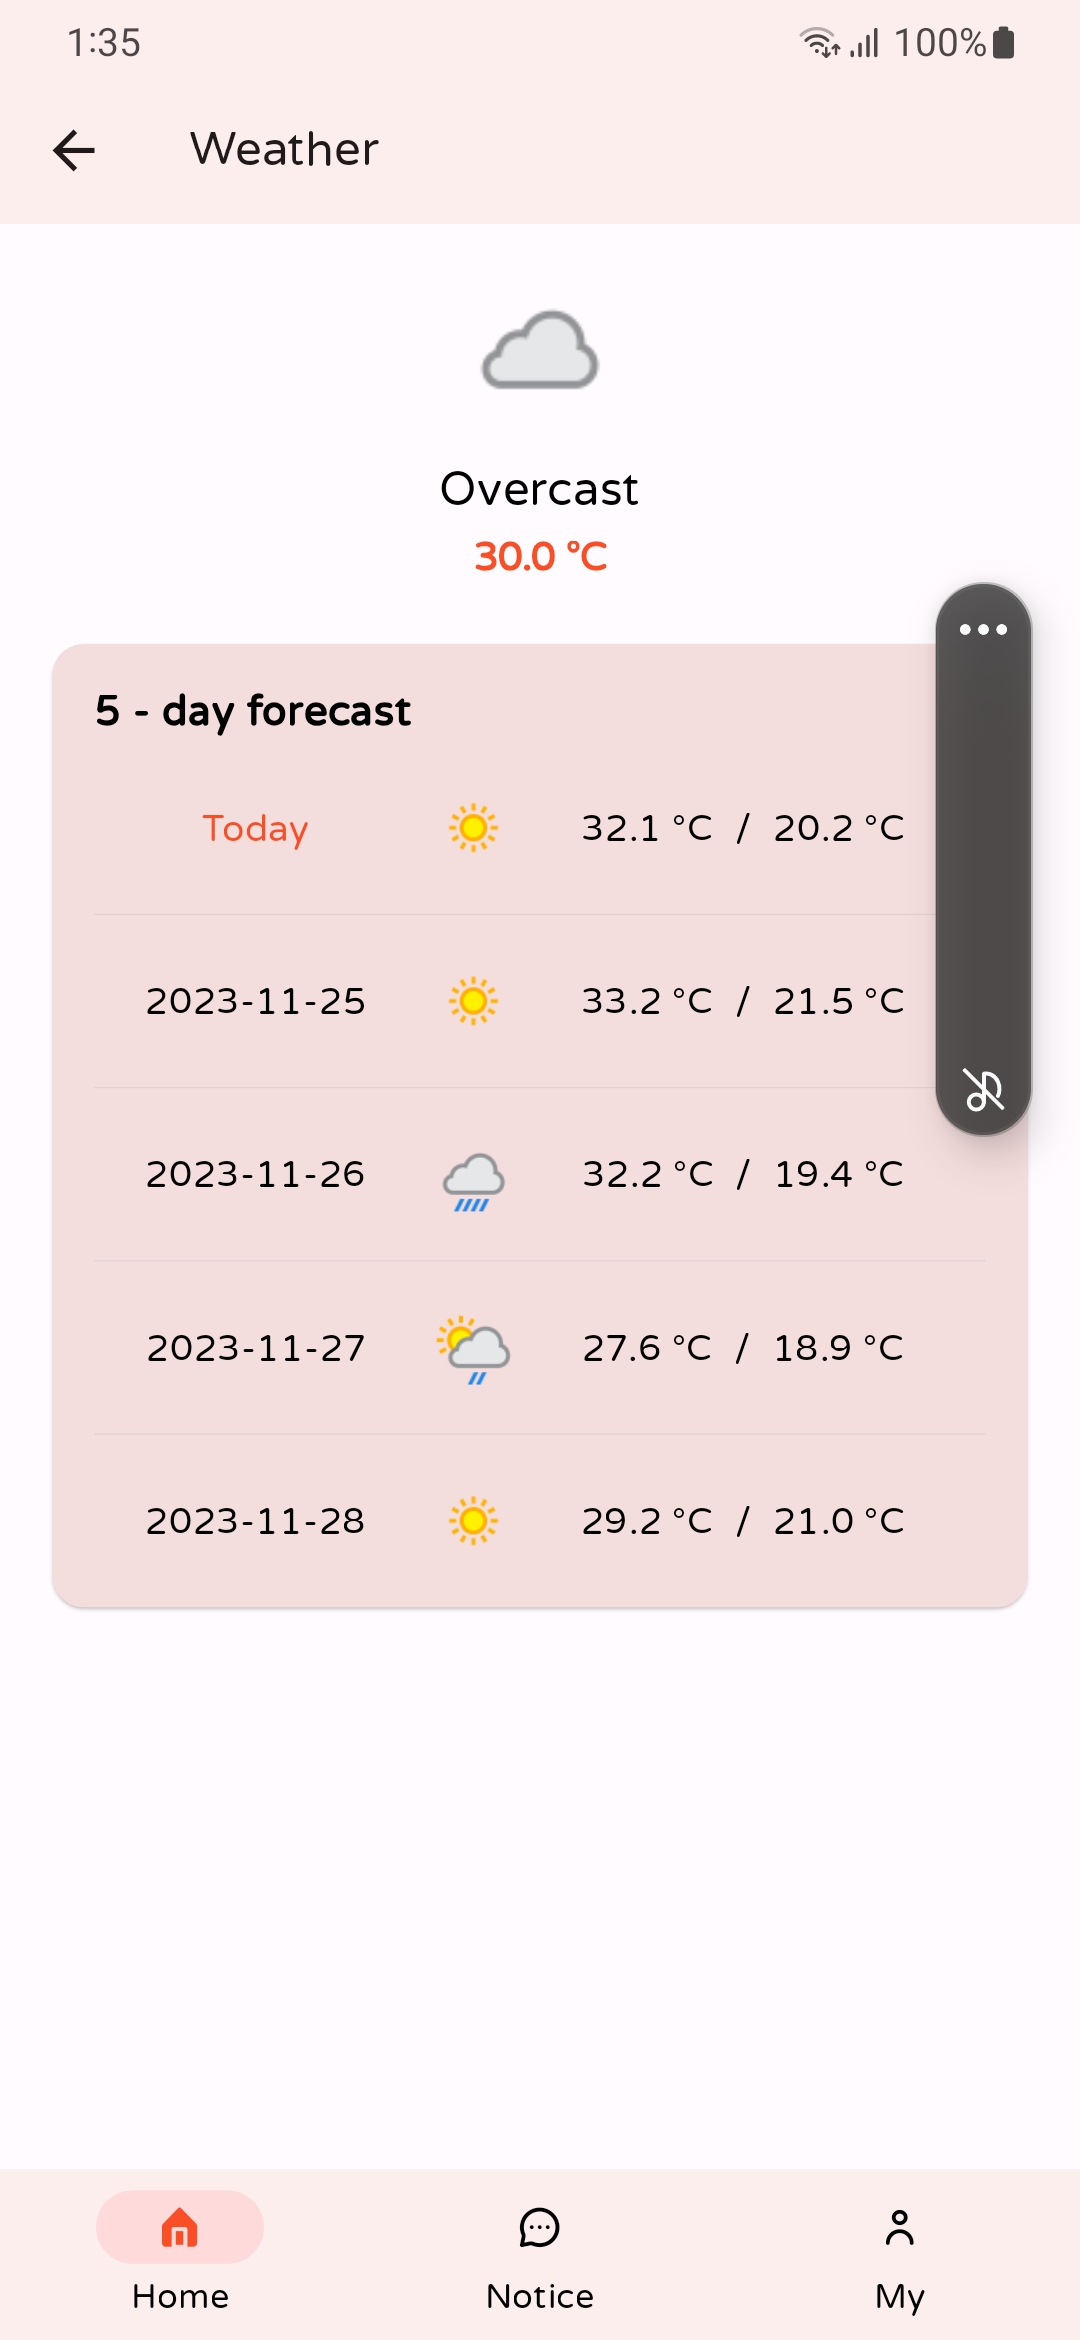 1:35 100%
Weather
Overcast
30.0 °C
5 - day forecast
Today 32.1 °C / 20.2 °C
2023-11-25 33.2 °C / 21.5 °C
2023-11-26 32.2 °C / 19.4 °C
2023-11-27 27.6 °C / 18.9 °C
2023-11-28 29.2 °C / 21.0 °C
Home Notice My